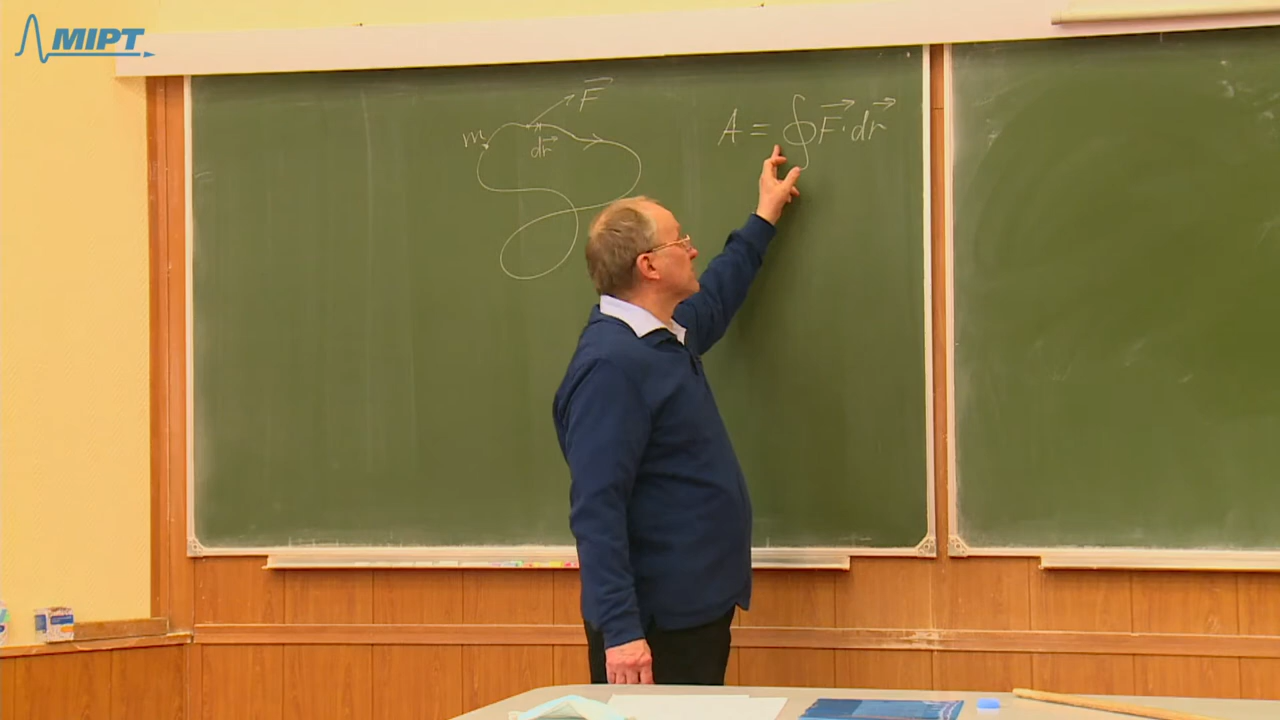 MIPT
F⃗
m
dr⃗
A = ∮F⃗·dr⃗